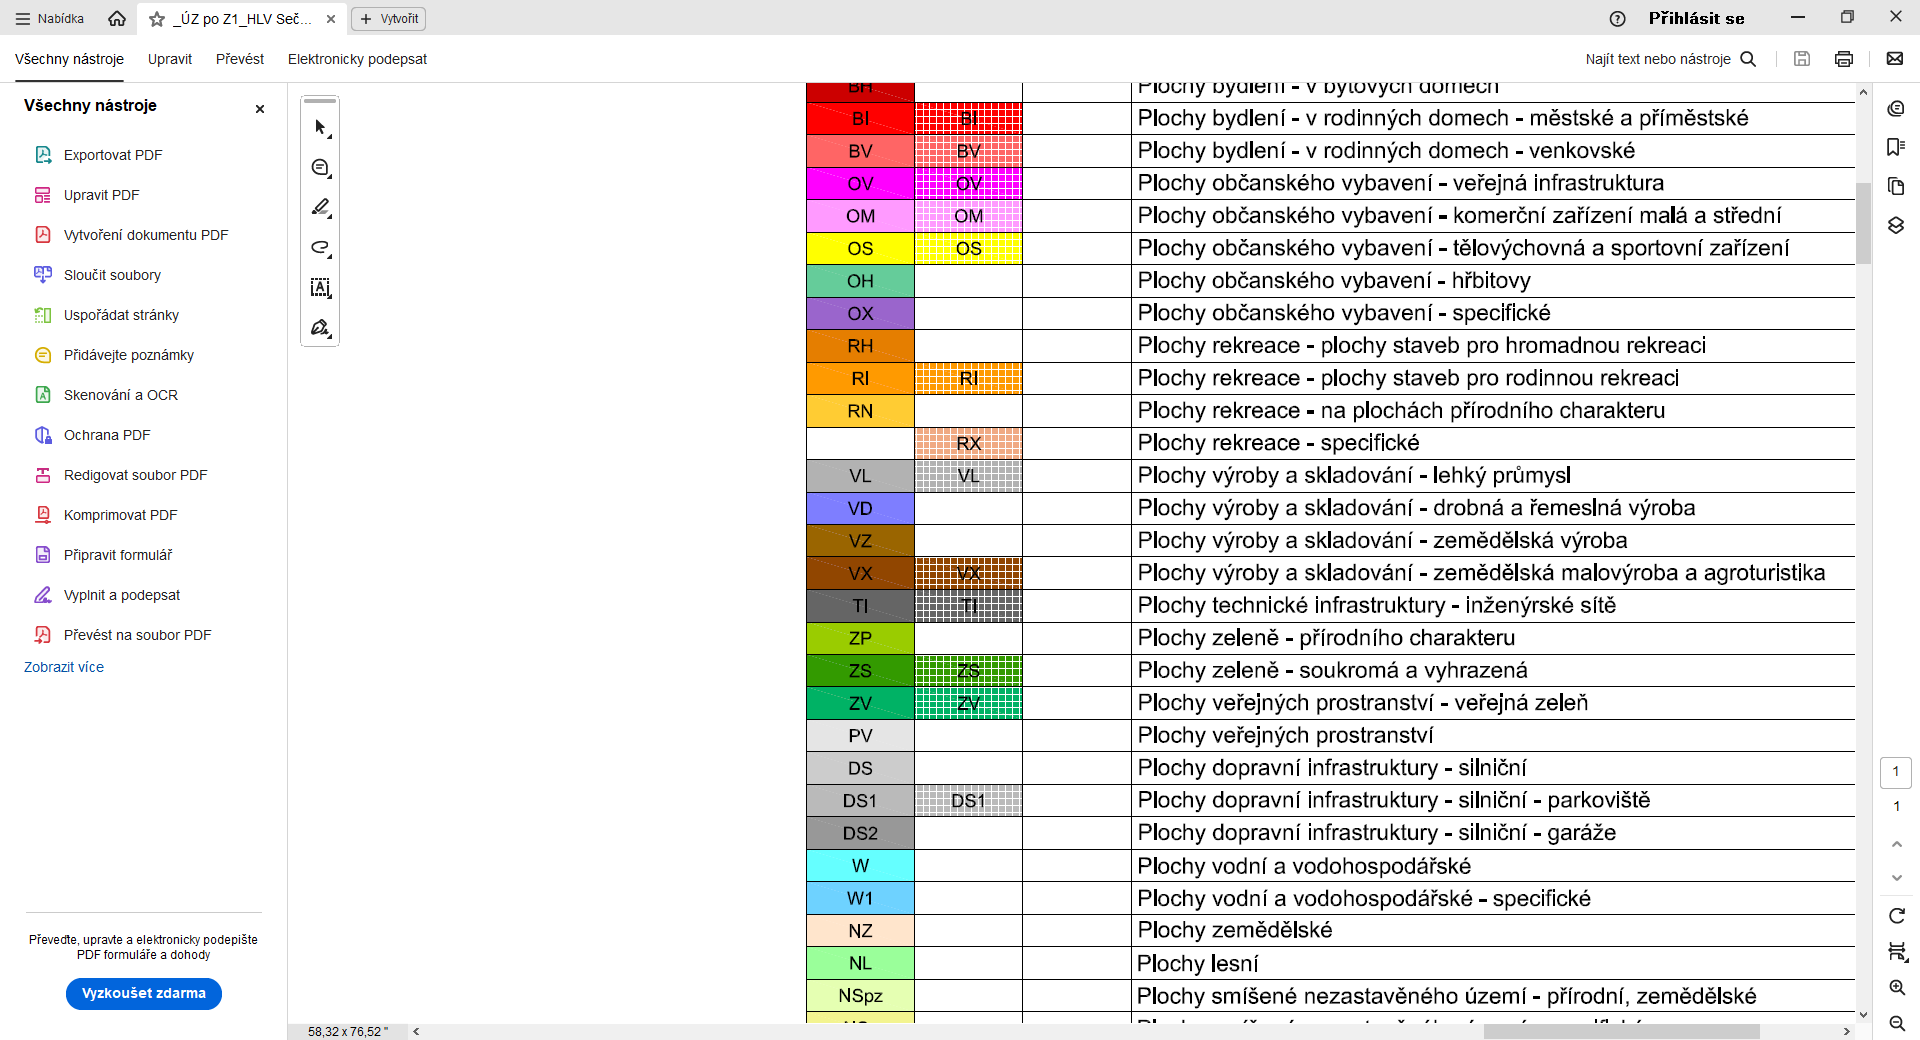 Nabídka
_ÚZ po Z1_HLV Seč...
Vytvořit
Přihlásit se
Všechny nástroje
Upravit
Převést
Elektronicky podepsat
Najít text nebo nástroje
Všechny nástroje
Exportovat PDF
Upravit PDF
Vytvoření dokumentu PDF
Sloučit soubory
Uspořádat stránky
Přidávejte poznámky
Skenování a OCR
Ochrana PDF
Redigovat soubor PDF
Komprimovat PDF
Připravit formulář
Vyplnit a podepsat
Převést na soubor PDF
Zobrazit více
Převeďte, upravte a elektronicky podepište
PDF formuláře a dohody
Vyzkoušet zdarma
BH Plochy bydlení - v bytových domech
BI BI Plochy bydlení - v rodinných domech - městské a příměstské
BV BV Plochy bydlení - v rodinných domech - venkovské
OV OV Plochy občanského vybavení - veřejná infrastruktura
OM OM Plochy občanského vybavení - komerční zařízení malá a střední
OS OS Plochy občanského vybavení - tělovýchovná a sportovní zařízení
OH Plochy občanského vybavení - hřbitovy
OX Plochy občanského vybavení - specifické
RH Plochy rekreace - plochy staveb pro hromadnou rekreaci
RI RI Plochy rekreace - plochy staveb pro rodinnou rekreaci
RN Plochy rekreace - na plochách přírodního charakteru
RX Plochy rekreace - specifické
VL VL Plochy výroby a skladování - lehký průmysl
VD Plochy výroby a skladování - drobná a řemeslná výroba
VZ Plochy výroby a skladování - zemědělská výroba
VX VX Plochy výroby a skladování - zemědělská malovýroba a agroturistika
TI TI Plochy technické infrastruktury - inženýrské sítě
ZP Plochy zeleně - přírodního charakteru
ZS ZS Plochy zeleně - soukromá a vyhrazená
ZV ZV Plochy veřejných prostranství - veřejná zeleň
PV Plochy veřejných prostranství
DS Plochy dopravní infrastruktury - silniční
DS1 DS1 Plochy dopravní infrastruktury - silniční - parkoviště
DS2 Plochy dopravní infrastruktury - silniční - garáže
W Plochy vodní a vodohospodářské
W1 Plochy vodní a vodohospodářské - specifické
NZ Plochy zemědělské
NL Plochy lesní
NSpz Plochy smíšené nezastavěného území - přírodní, zemědělské
58,32 x 76,52 "
1
1